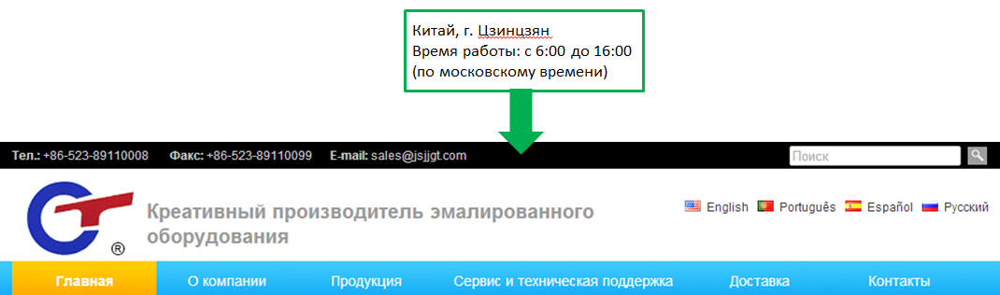 Китай, г. Цзинцзян
Время работы: с 6:00 до 16:00
(по московскому времени)
Тел.: +86-523-89110008 Факс: +86-523-89110099 E-mail: sales@jsjjgt.com Поиск
English Português Español Русский
Креативный производитель эмалированного
оборудования
®
Главная О компании Продукция Сервис и техническая поддержка Доставка Контакты